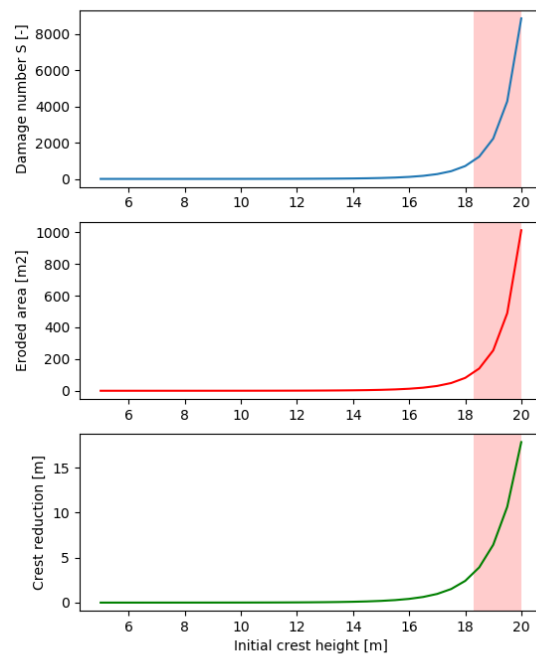 Damage number S [-]
8000
6000
4000
2000
0
6 8 10 12 14 16 18 20
Eroded area [m2]
1000
800
600
400
200
0
6 8 10 12 14 16 18 20
Crest reduction [m]
15
10
5
0
6 8 10 12 14 16 18 20
Initial crest height [m]